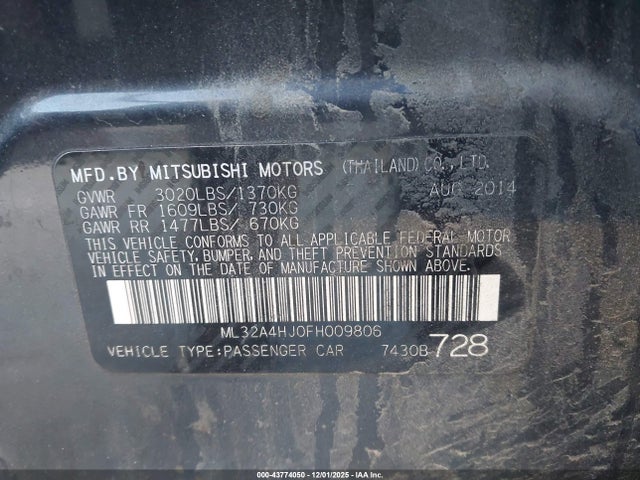 MFD.BY MITSUBISHI MOTORS (THAILAND)CO.,LTD.
GVWR 3020LBS/1370KG AUG 2014
GAWR FR 1609LBS/ 730KG
GAWR RR 1477LBS/ 670KG
THIS VEHICLE CONFORMS TO ALL APPLICABLE FEDERAL MOTOR
VEHICLE SAFETY, BUMPER, AND THEFT PREVENTION STANDARDS
IN EFFECT ON THE DATE OF MANUFACTURE SHOWN ABOVE.
ML32A4HJ0FH009806
VEHICLE TYPE:PASSENGER CAR 7430B 728
000-43774050 - 12/01/2025 - IAA Inc.